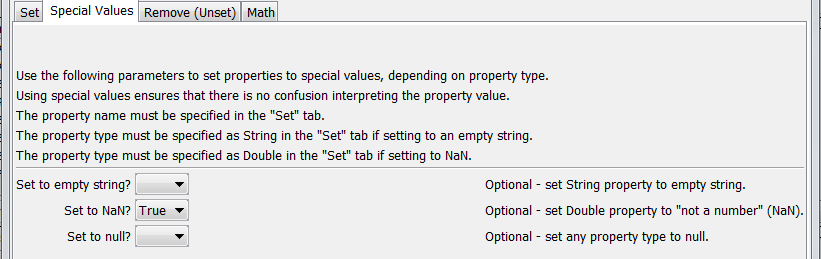 Set Special Values Remove (Unset) Math
Use the following parameters to set properties to special values, depending on property type.
Using special values ensures that there is no confusion interpreting the property value.
The property name must be specified in the "Set" tab.
The property type must be specified as String in the "Set" tab if setting to an empty string.
The property type must be specified as Double in the "Set" tab if setting to NaN.
Set to empty string? Optional - set String property to empty string.
Set to NaN? True Optional - set Double property to "not a number" (NaN).
Set to null? Optional - set any property type to null.